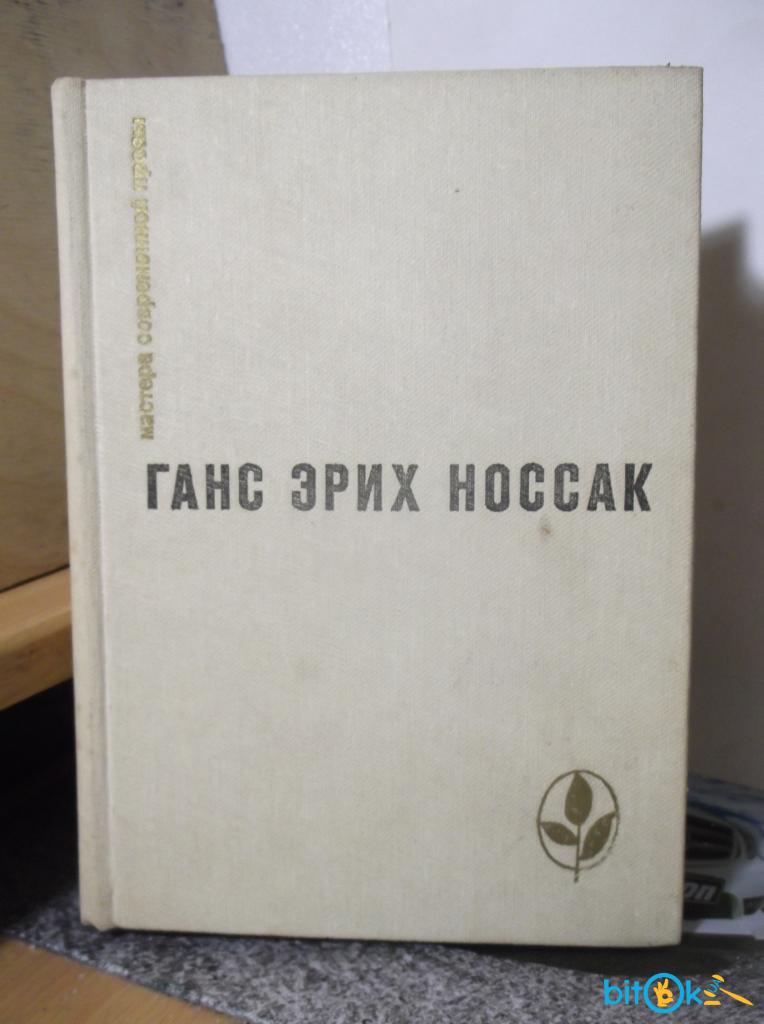 мастера современной прозы
ГАНС ЭРИХ НОССАК
bitok